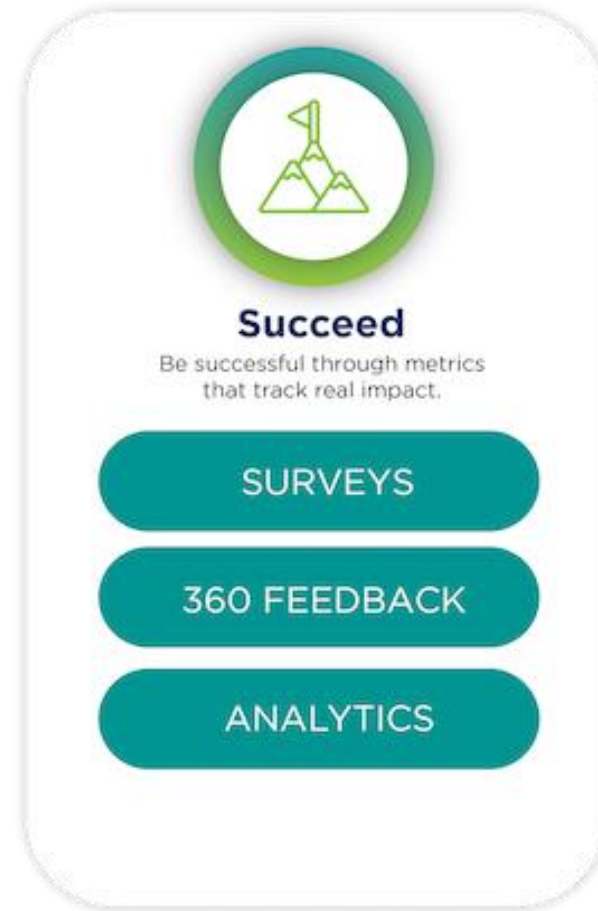 Succeed
Be successful through metrics
that track real impact.
SURVEYS
360 FEEDBACK
ANALYTICS